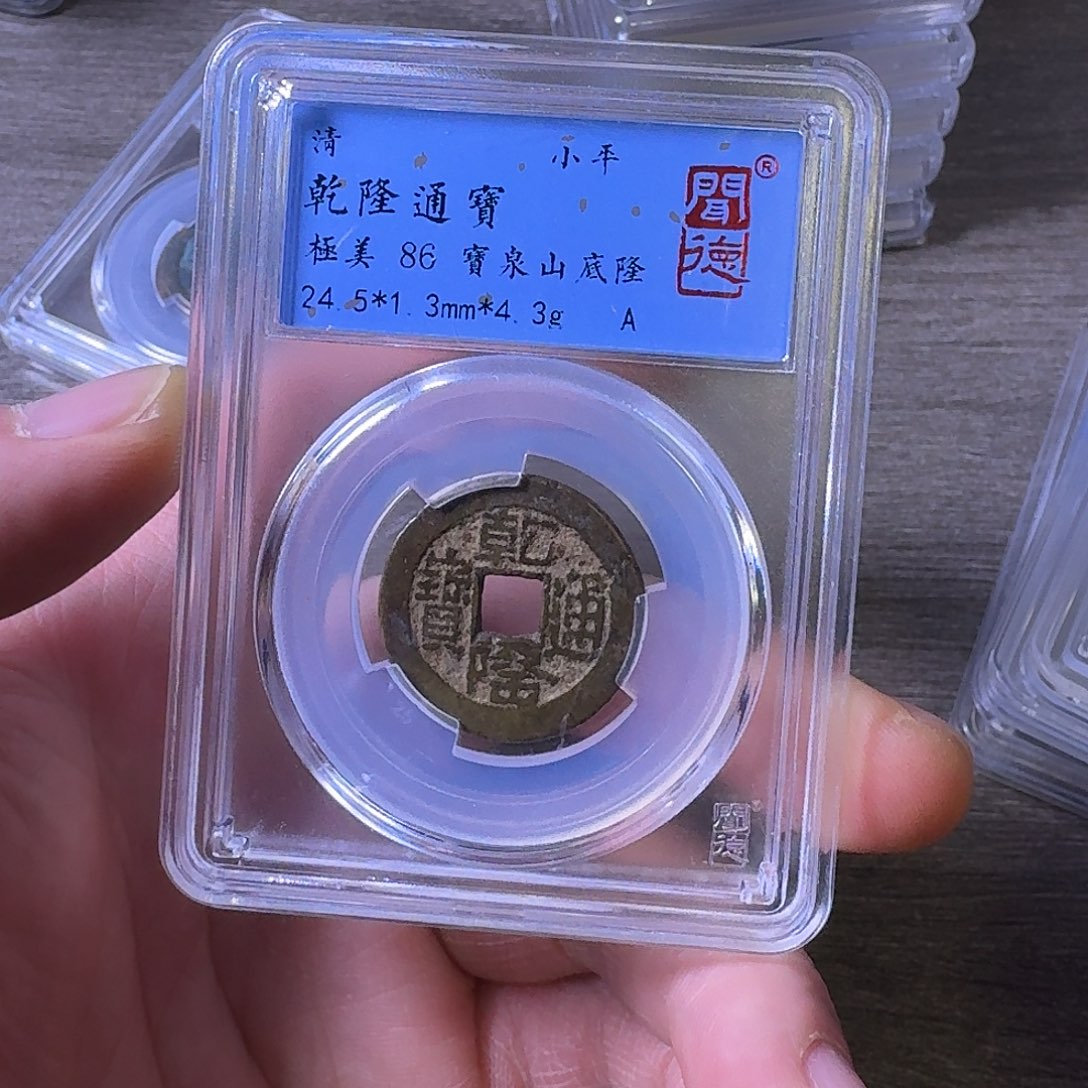 清 小平
乾隆通寶
極美 86 寶泉山底隆
24.5*1.3mm*4.3g A
聞德
®
乾隆通寶
聞德